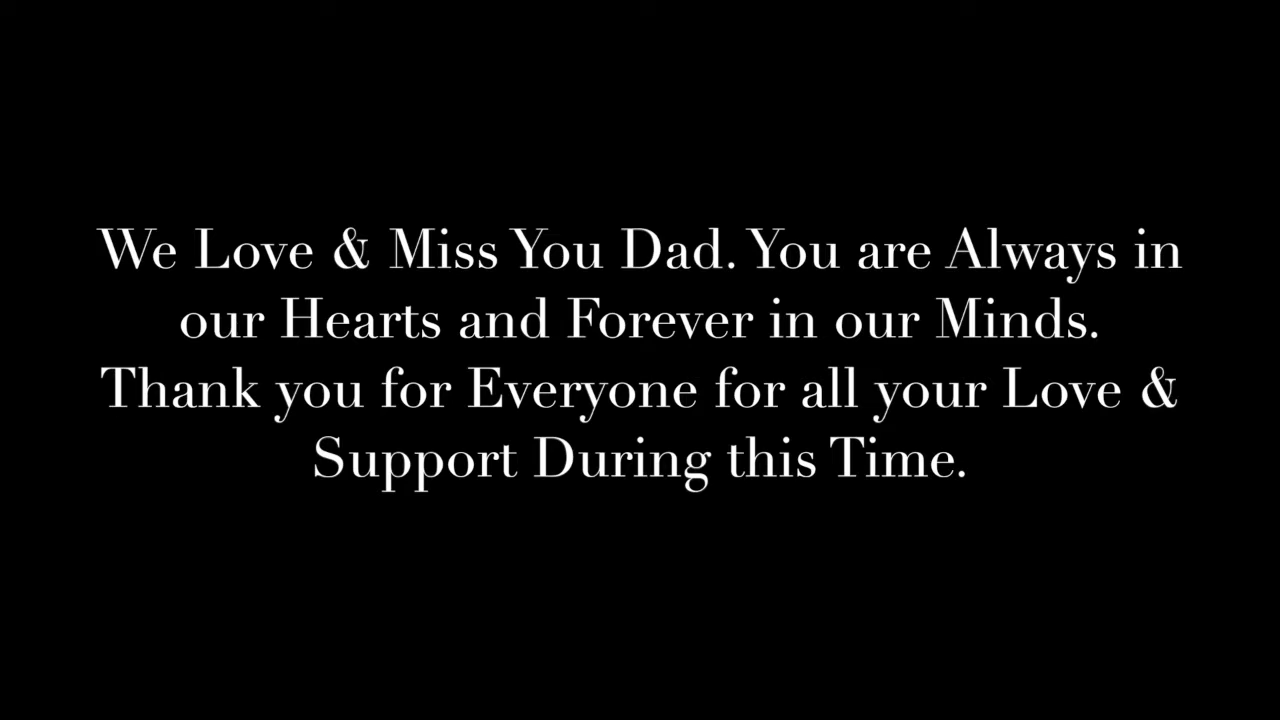 We Love & Miss You Dad. You are Always in
our Hearts and Forever in our Minds.
Thank you for Everyone for all your Love &
Support During this Time.